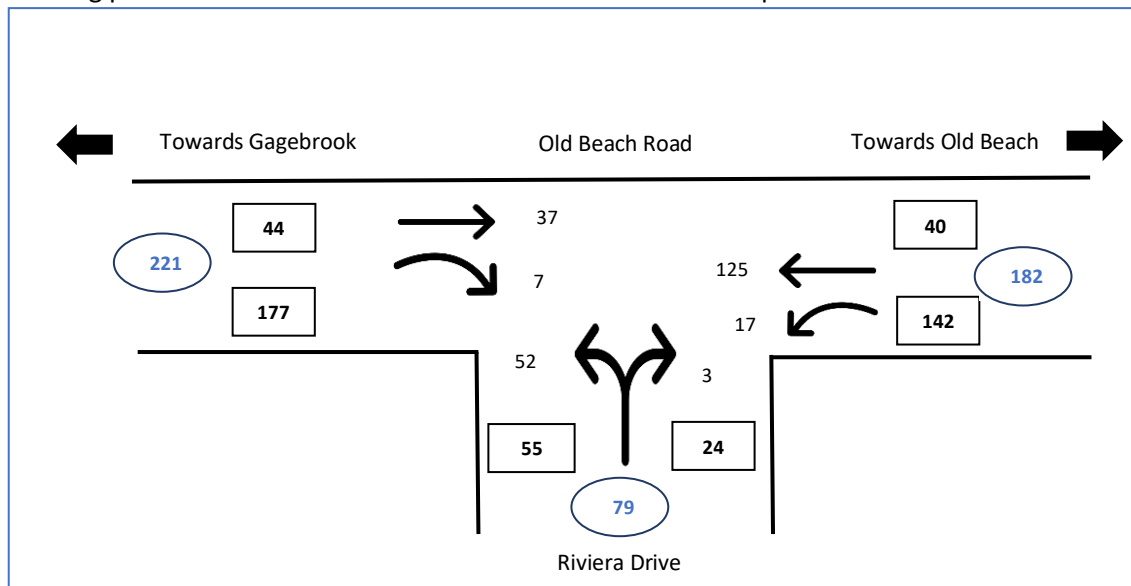 Towards Gagebrook Old Beach Road Towards Old Beach
44 37 40
221 125 182
7
177 17 142
52 3
55 24
79
Riviera Drive